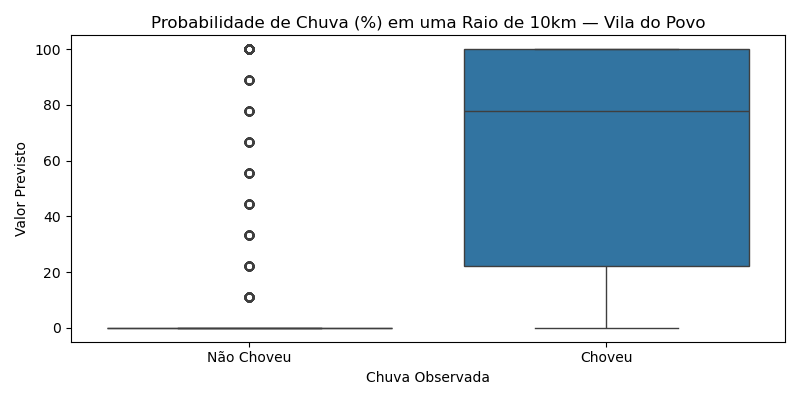 Probabilidade de Chuva (%) em uma Raio de 10km — Vila do Povo
Valor Previsto
100
80
60
40
20
0
Não Choveu
Choveu
Chuva Observada